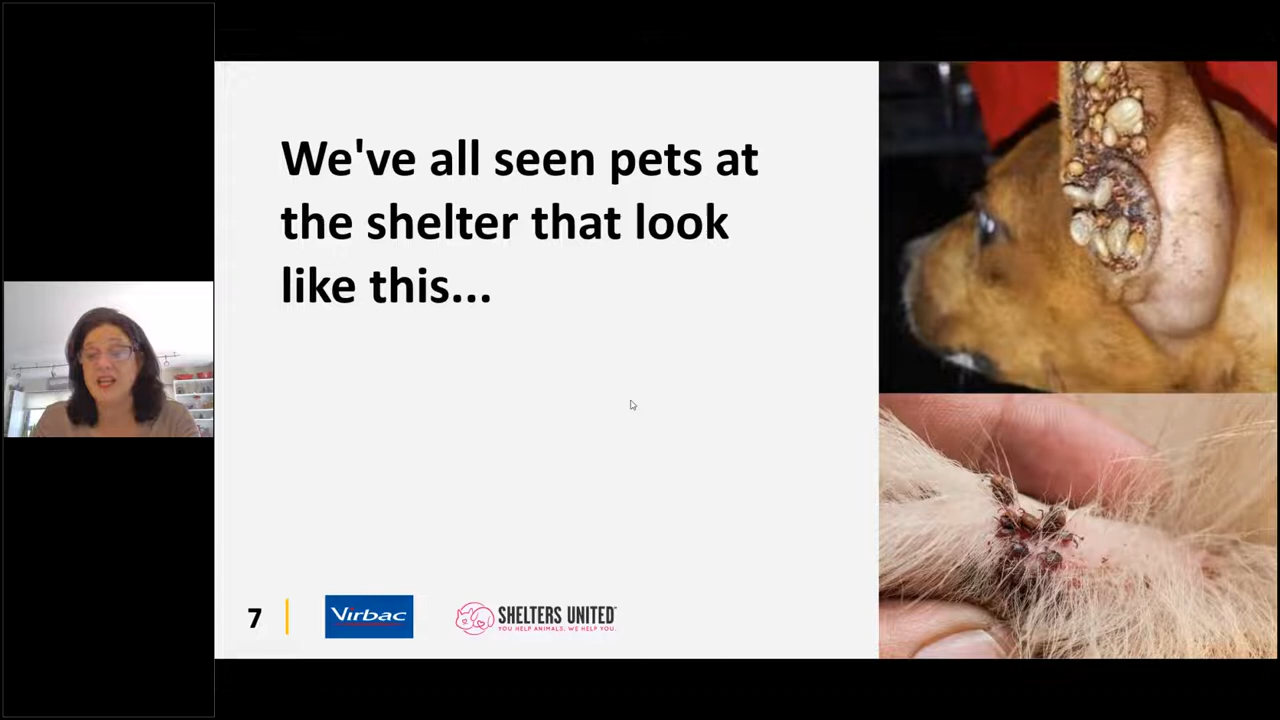 We've all seen pets at
the shelter that look
like this...
7
Virbac
SHELTERS UNITED™
YOU HELP ANIMALS. WE HELP YOU.